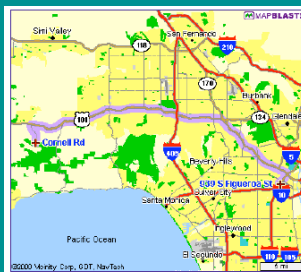 MAPBLAST!
Simi Valley
118
San Fernando
210
170
Burbank
134
Glendale
101
Cornell Rd
405
5
Beverly Hills
939 S Figueroa St
Culver City
10
Santa Monica
Inglewood
Pacific Ocean
El Segundo
110
105
5 mi
©2000 Vicinity Corp, GDT, NavTech